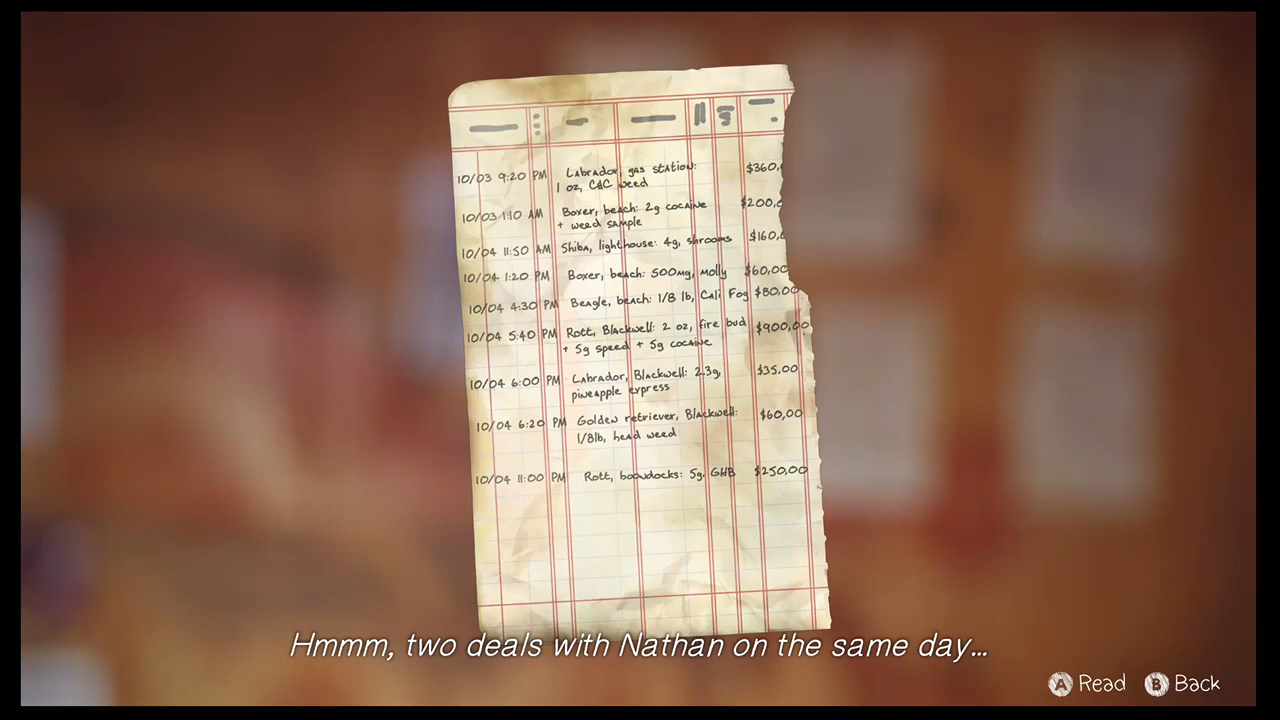 10/03 9:20 PM Labrador, gas station: $360,
1 oz, C&C weed
10/03 1:10 AM Boxer, beach: 2g cocaine $200,0
+ weed sample
10/04 11:50 AM Shiba, lighthouse: 4g, shrooms $160,0
10/04 1:20 PM Boxer, beach: 500mg, molly $60,00
10/04 4:30 PM Beagle, beach: 1/8 lb, Cali Fog $80,00
10/04 5:40 PM Rott, Blackwell: 2 oz, fire bud $900,00
+ 5g speed + 5g cocaine
10/04 6:00 PM Labrador, Blackwell: 2.3g, $35,00
pineapple express
10/04 6:20 PM Golden retriever, Blackwell: $60,00
1/8lb, head weed
10/04 11:00 PM Rott, boondocks: 5g. GHB $250,00
Hmmm, two deals with Nathan on the same day...
A Read B Back